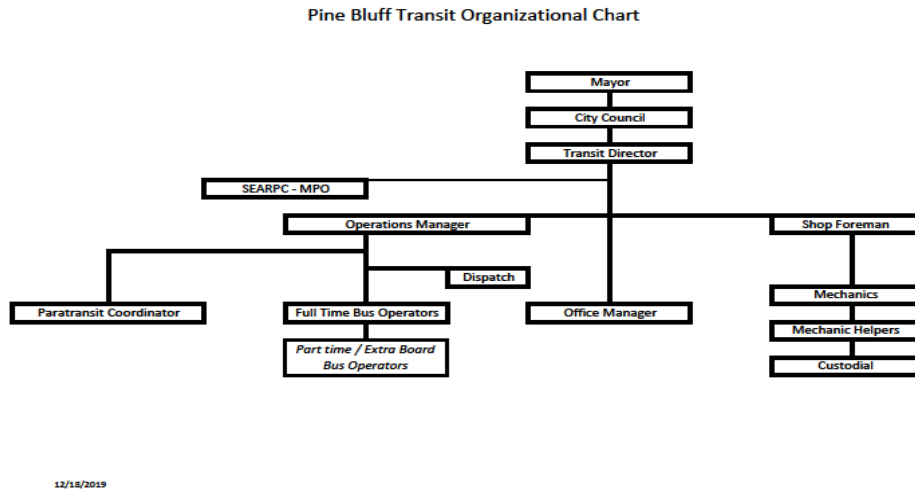 Pine Bluff Transit Organizational Chart
Mayor
City Council
Transit Director
SEARPC - MPO
Operations Manager
Shop Foreman
Dispatch
Mechanics
Paratransit Coordinator
Full Time Bus Operators
Office Manager
Mechanic Helpers
Part time / Extra Board
Bus Operators
Custodial
12/18/2019